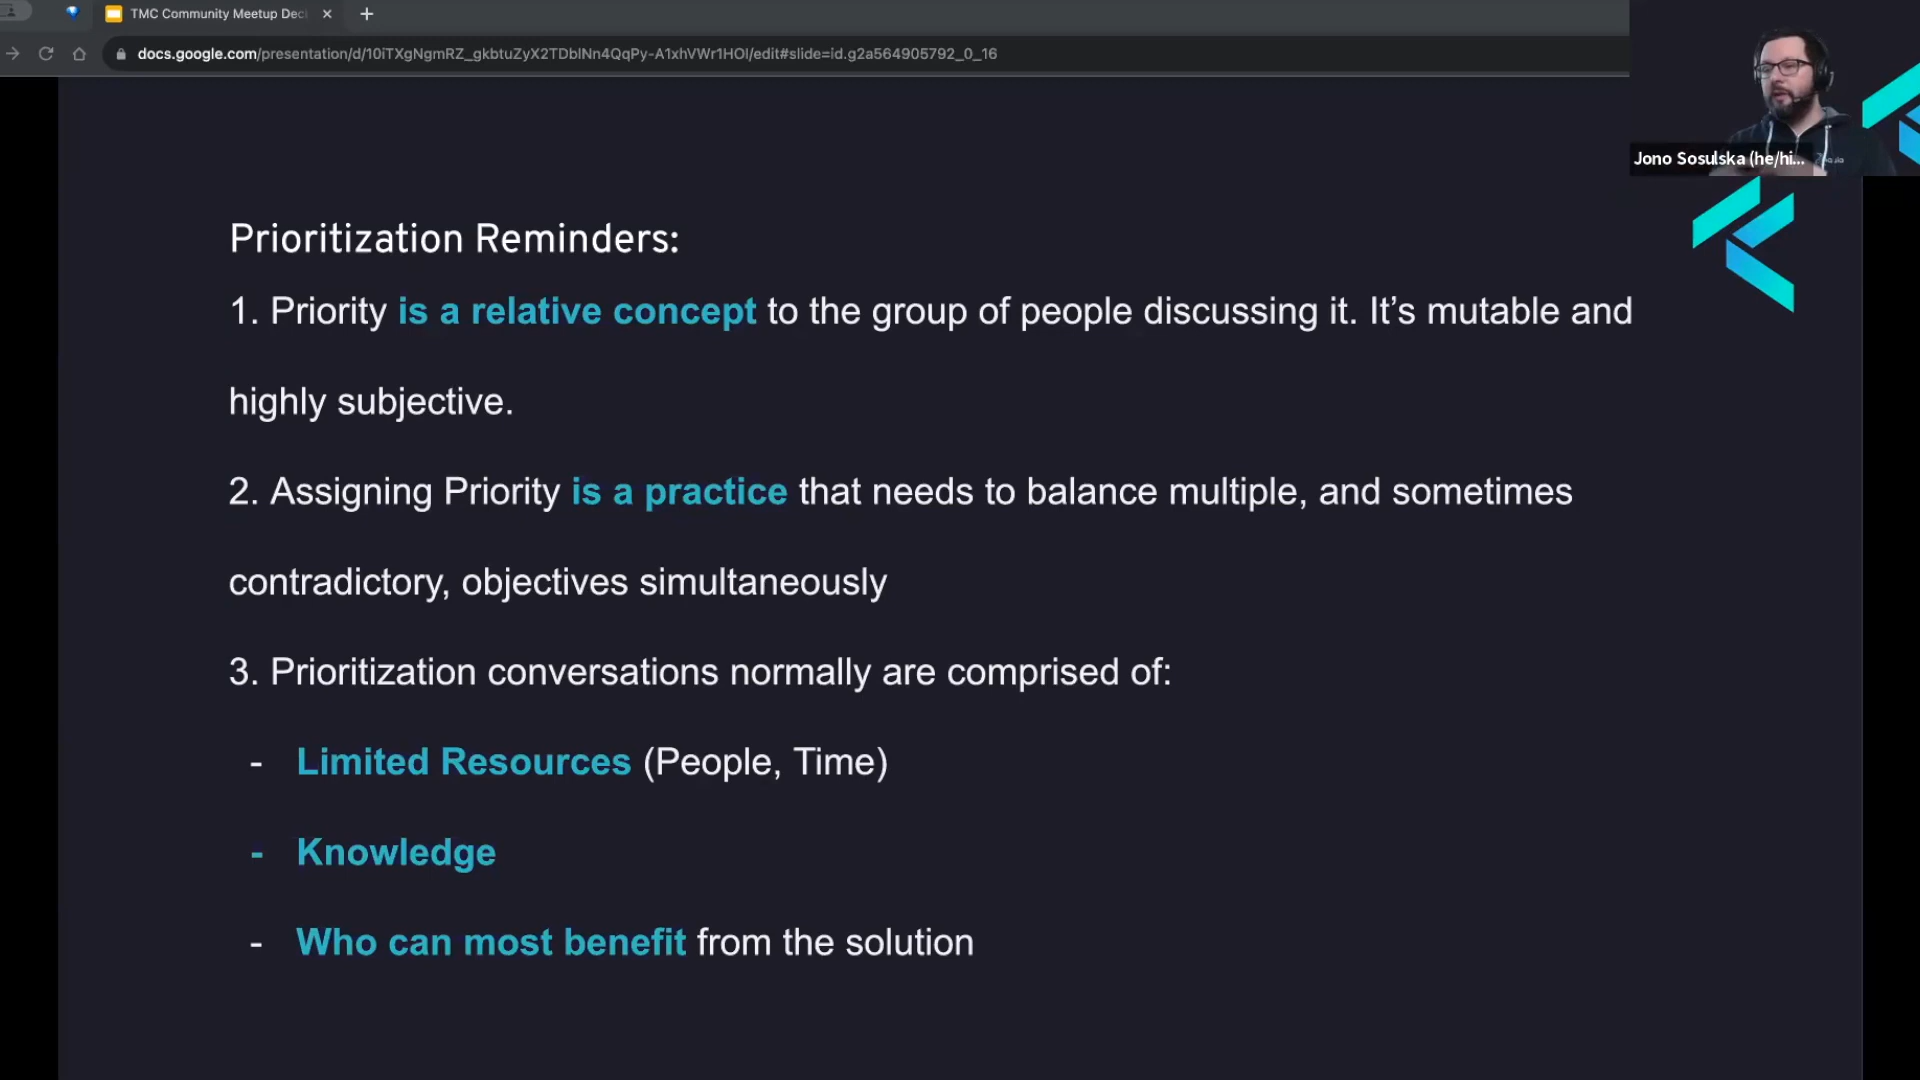 TMC Community Meetup Dec
docs.google.com/presentation/d/10iTXgNgmRZ_gkbtuZyX2TDblNn4QqPy-A1xhVWr1HOI/edit#slide=id.g2a564905792_0_16
Jono Sosulska (he/hi...
Prioritization Reminders:
1. Priority is a relative concept to the group of people discussing it. It’s mutable and
highly subjective.
2. Assigning Priority is a practice that needs to balance multiple, and sometimes
contradictory, objectives simultaneously
3. Prioritization conversations normally are comprised of:
- Limited Resources (People, Time)
- Knowledge
- Who can most benefit from the solution